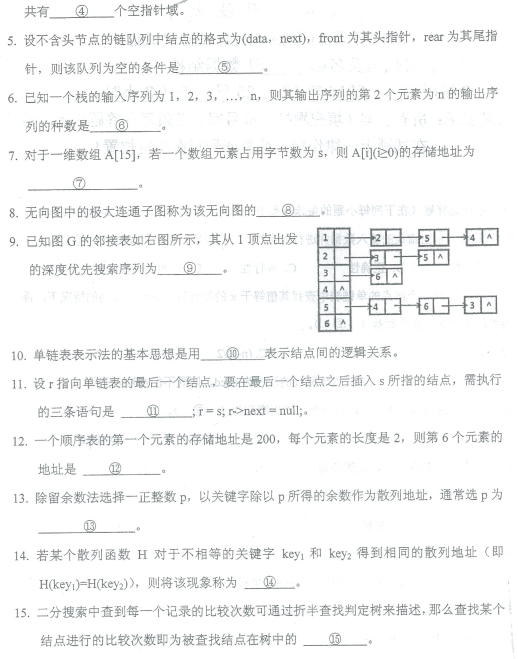 共有 ④ 个空指针域。
5. 设不含头节点的链队列中结点的格式为(data，next)，front 为其头指针，rear 为其尾指
针，则该队列为空的条件是 ⑤ 。
6. 已知一个栈的输入序列为 1，2，3，…，n，则其输出序列的第 2 个元素为 n 的输出序
列的种数是 ⑥ 。
7. 对于一维数组 A[15]，若一个数组元素占用字节数为 s，则 A[i](i≥0)的存储地址为
⑦ 。
8. 无向图中的极大连通子图称为该无向图的 ⑧ 。
9. 已知图 G 的邻接表如右图所示，其从 1 顶点出发
的深度优先搜索序列为 ⑨ 。
1 2 5 4 ∧
2 3 5 ∧
3 6 ∧
4 ∧
5 4 6 3 ∧
6 ∧
10. 单链表表示法的基本思想是用 ⑩ 表示结点间的逻辑关系。
11. 设 r 指向单链表的最后一个结点，要在最后一个结点之后插入 s 所指的结点，需执行
的三条语句是 ⑪ ; r = s; r->next = null;。
12. 一个顺序表的第一个元素的存储地址是 200，每个元素的长度是 2，则第 6 个元素的
地址是 ⑫ 。
13. 除留余数法选择一正整数 p，以关键字除以 p 所得的余数作为散列地址，通常选 p 为
⑬ 。
14. 若某个散列函数 H 对于不相等的关键字 key₁ 和 key₂ 得到相同的散列地址（即
H(key₁)=H(key₂)），则将该现象称为 ⑭ 。
15. 二分搜索中查到每一个记录的比较次数可通过折半查找判定树来描述，那么查找某个
结点进行的比较次数即为被查找结点在树中的 ⑮ 。